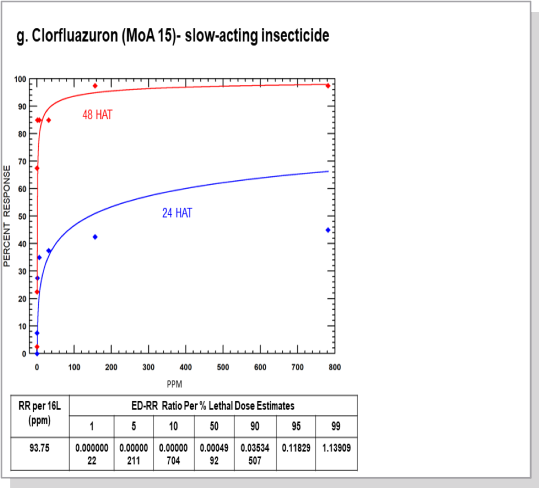 g. Clorfluazuron (MoA 15)- slow-acting insecticide
100
90
80
70
60
50
40
30
20
10
0
PERCENT RESPONSE
48 HAT
24 HAT
0 100 200 300 400 500 600 700 800
PPM
RR per 16L (ppm)
ED-RR Ratio Per % Lethal Dose Estimates
1 5 10 50 90 95 99
93.75
0.000000 0.00000 0.00000 0.00049 0.03534 0.11829 1.13909
22 211 704 92 507